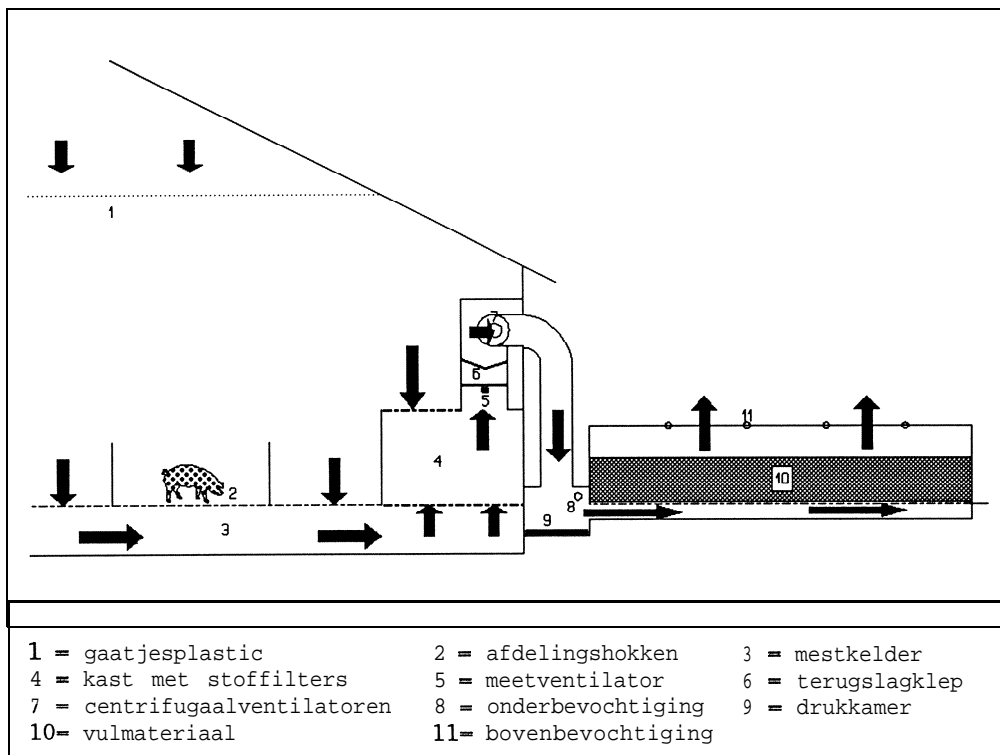 1
7
6
5
4
2
3
8
9
10
11
1 = gaatjesplastic 2 = afdelingshokken 3 = mestkelder
4 = kast met stoffilters 5 = meetventilator 6 = terugslagklep
7 = centrifugaalventilatoren 8 = onderbevochtiging 9 = drukkamer
10= vulmateriaal 11= bovenbevochtiging